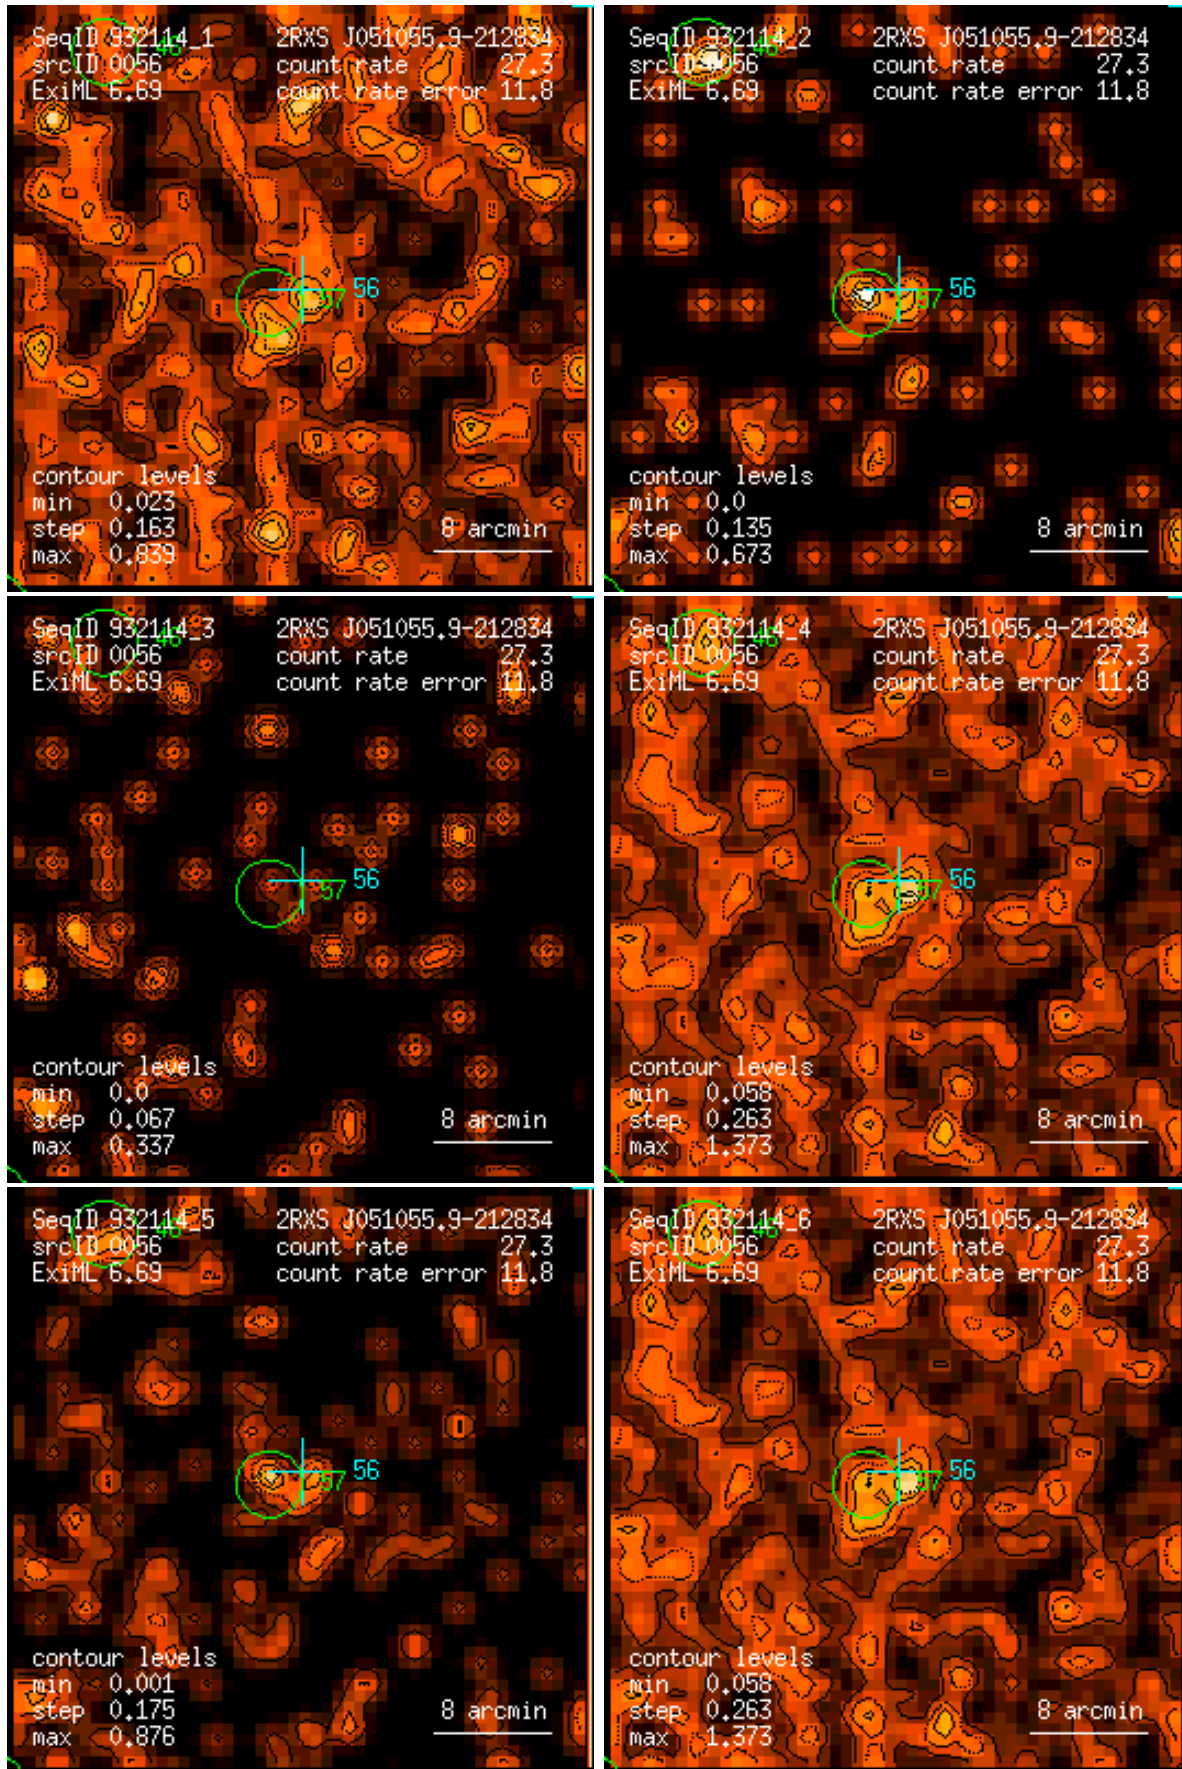 SeqID 932114_1 2RXS J051055.9-212834
46
srcID 0056 count rate 27.3
ExiML 6.69 count rate error 11.8
56
57
contour levels
min 0.023
step 0.163 8 arcmin
max 0.839
SeqID 932114_2 2RXS J051055.9-212834
46
srcID 0056 count rate 27.3
ExiML 6.69 count rate error 11.8
56
57
contour levels
min 0.0
step 0.135 8 arcmin
max 0.673
SeqID 932114_3 2RXS J051055.9-212834
46
srcID 0056 count rate 27.3
ExiML 6.69 count rate error 11.8
56
57
contour levels
min 0.0
step 0.067 8 arcmin
max 0.337
SeqID 932114_4 2RXS J051055.9-212834
46
srcID 0056 count rate 27.3
ExiML 6.69 count rate error 11.8
56
57
contour levels
min 0.058
step 0.263 8 arcmin
max 1.373
SeqID 932114_5 2RXS J051055.9-212834
46
srcID 0056 count rate 27.3
ExiML 6.69 count rate error 11.8
56
57
contour levels
min 0.001
step 0.175 8 arcmin
max 0.876
SeqID 932114_6 2RXS J051055.9-212834
46
srcID 0056 count rate 27.3
ExiML 6.69 count rate error 11.8
56
57
contour levels
min 0.058
step 0.263 8 arcmin
max 1.373